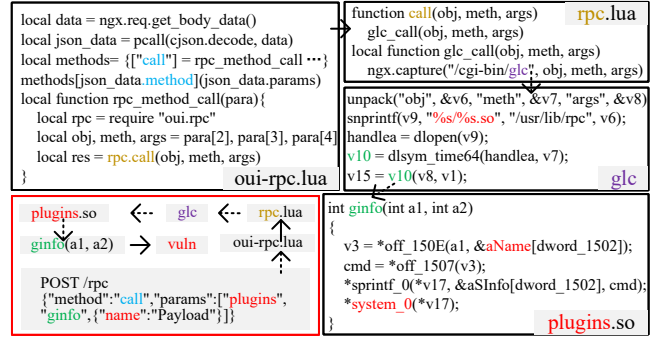 local data = ngx.req.get_body_data()
local json_data = pcall(cjson.decode, data)
local methods= {["call"] = rpc_method_call ···}
methods[json_data.method](json_data.params)
local function rpc_method_call(para){
local rpc = require "oui.rpc"
local obj, meth, args = para[2], para[3], para[4]
local res = rpc.call(obj, meth, args)
}
oui-rpc.lua
function call(obj, meth, args)
rpc.lua
glc_call(obj, meth, args)
local function glc_call(obj, meth, args)
ngx.capture("/cgi-bin/glc", obj, meth, args)
unpack("obj", &v6, "meth", &v7, "args", &v8)
snprintf(v9, "%s/%s.so", "/usr/lib/rpc", v6);
handlea = dlopen(v9);
v10 = dlsym_time64(handlea, v7);
v15 = v10(v8, v1);
glc
plugins.so
glc
rpc.lua
ginfo(a1, a2)
vuln
oui-rpc.lua
POST /rpc
{"method":"call","params":["plugins",
"ginfo",{"name":"Payload"}]}
int ginfo(int a1, int a2)
{
v3 = *off_150E(a1, &aName[dword_1502]);
cmd = *off_1507(v3);
*sprintf_0(*v17, &aSInfo[dword_1502], cmd);
*system_0(*v17);
}
plugins.so